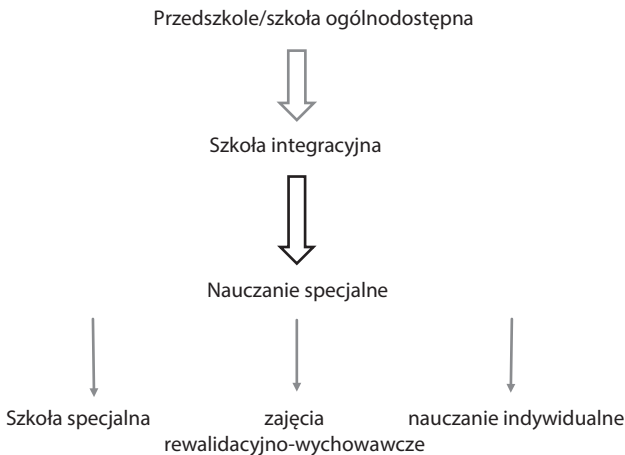 Przedszkole/szkoła ogólnodostępna
Szkoła integracyjna
Nauczanie specjalne
Szkoła specjalna
zajęcia
rewalidacyjno-wychowawcze
nauczanie indywidualne